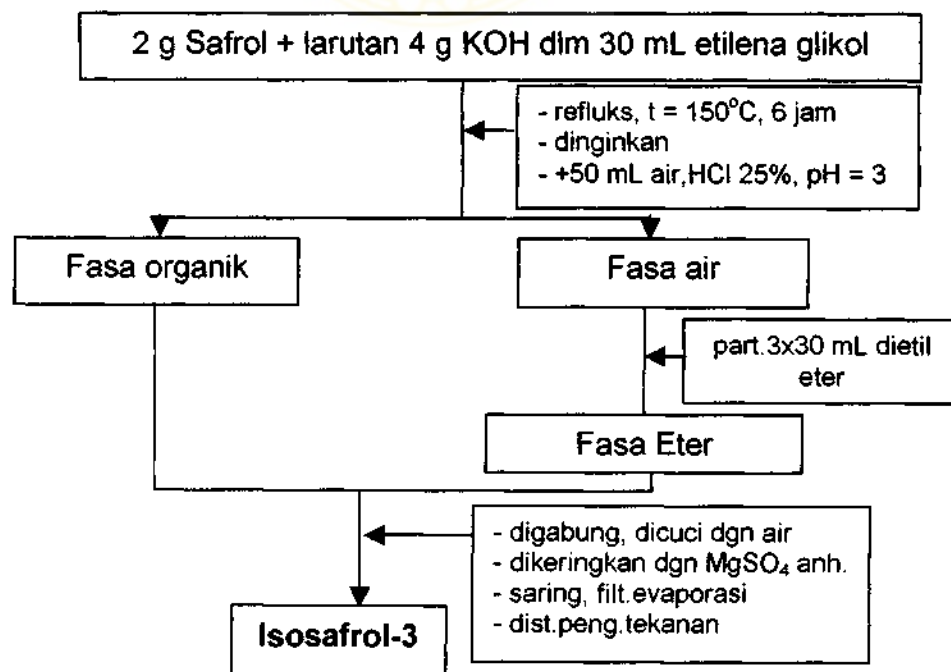 2 g Safrol + larutan 4 g KOH dlm 30 mL etilena glikol
- refluks, t = 150°C, 6 jam
- dinginkan
- +50 mL air,HCl 25%, pH = 3
Fasa organik
Fasa air
part.3x30 mL dietil
eter
Fasa Eter
- digabung, dicuci dgn air
- dikeringkan dgn MgSO₄ anh.
- saring, filt.evaporasi
- dist.peng.tekanan
Isosafrol-3